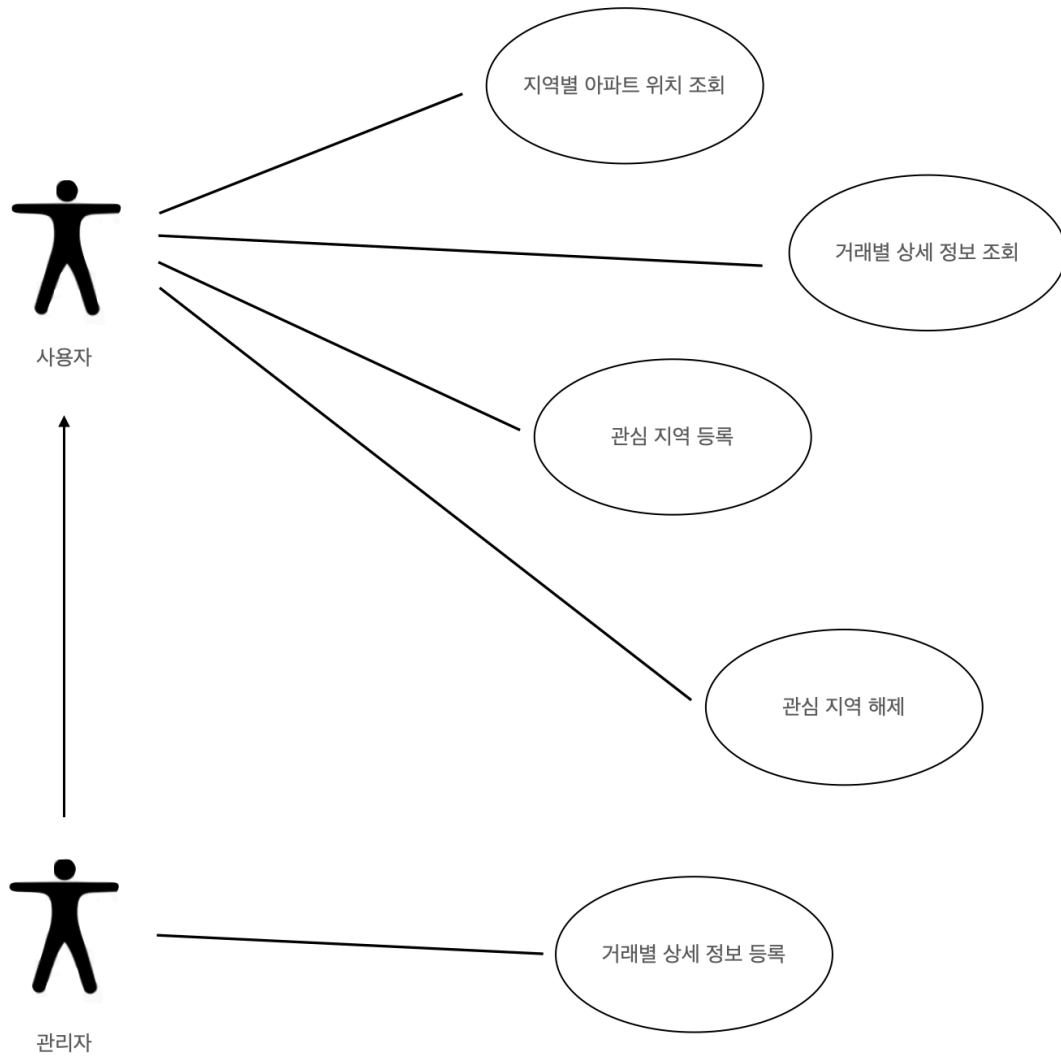 지역별 아파트 위치 조회
거래별 상세 정보 조회
사용자
관심 지역 등록
관심 지역 해제
거래별 상세 정보 등록
관리자